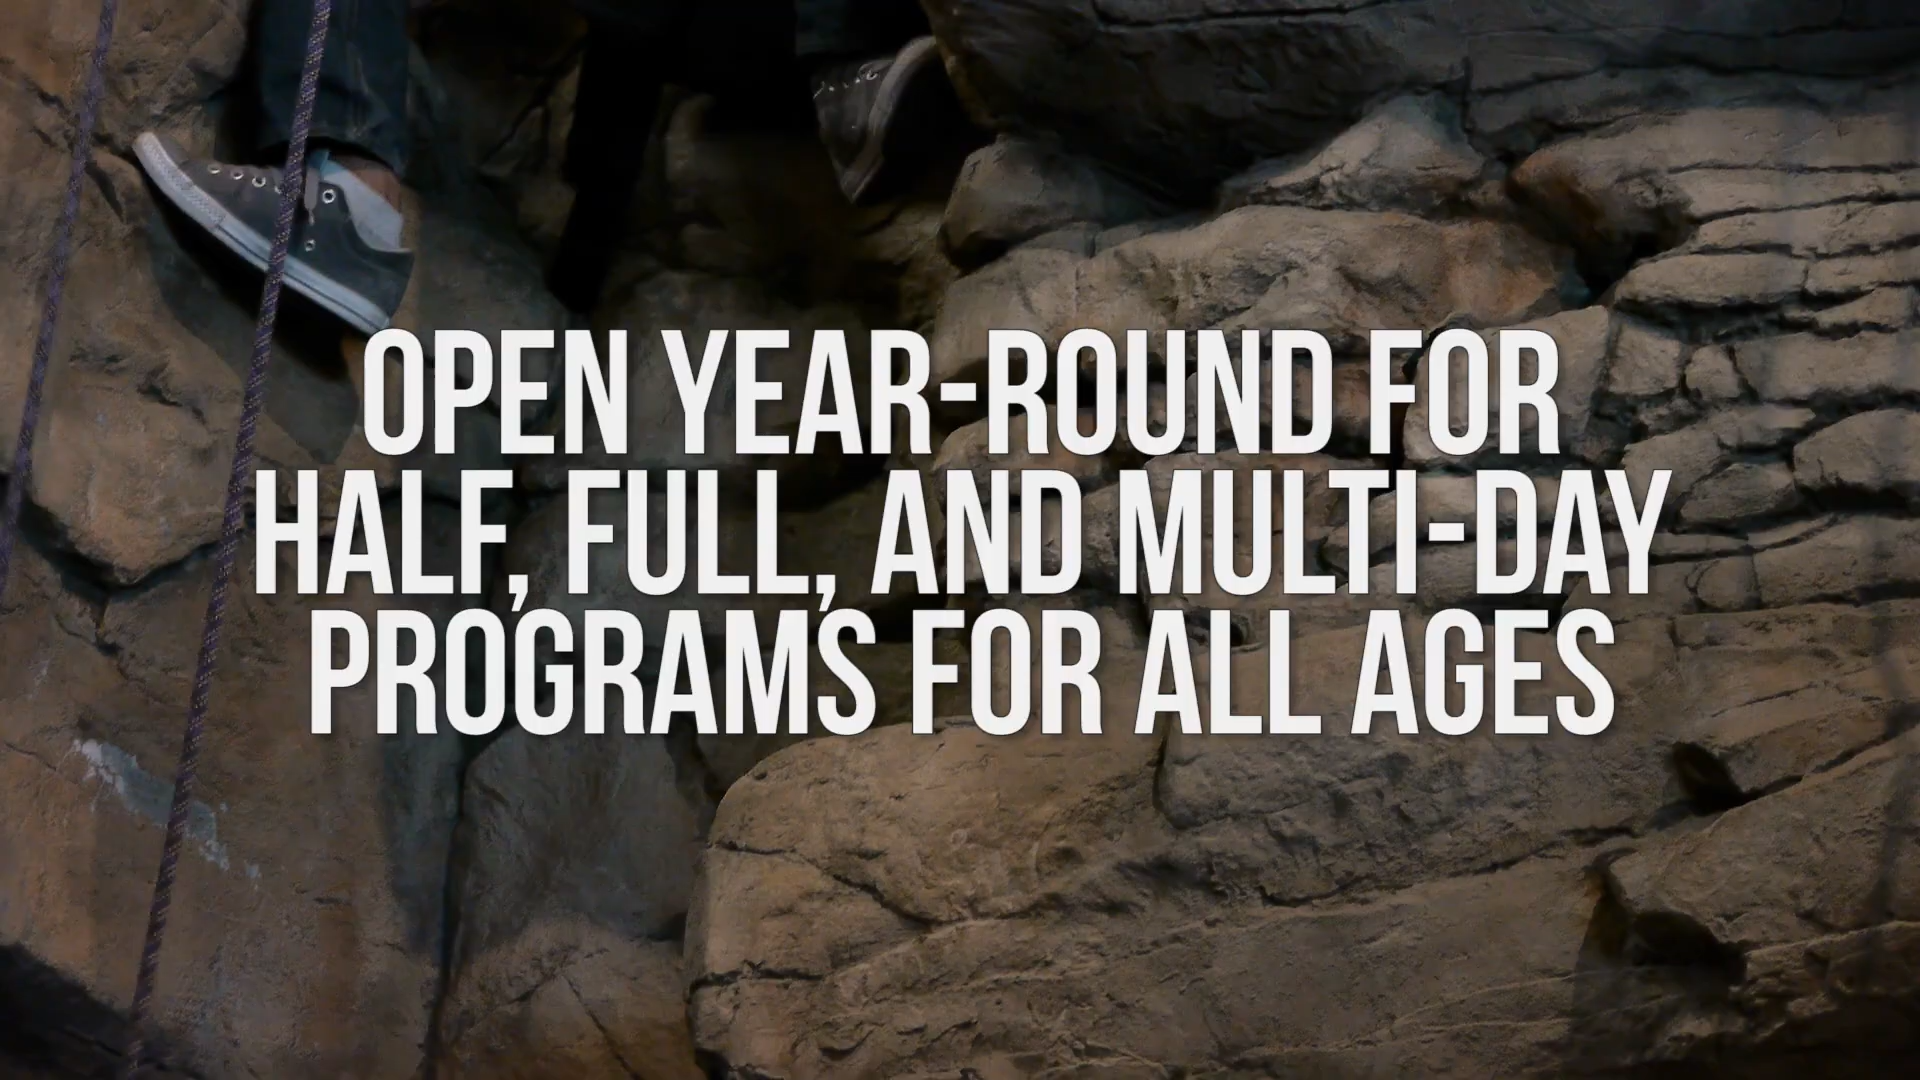 OPEN YEAR-ROUND FOR
HALF, FULL, AND MULTI-DAY
PROGRAMS FOR ALL AGES